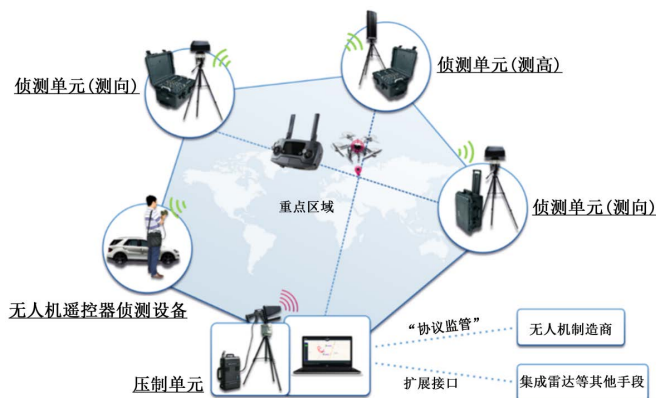 侦测单元(测高)
侦测单元(测向)
侦测单元(测向)
重点区域
无人机遥控器侦测设备
“协议监管”
无人机制造商
压制单元
扩展接口
集成雷达等其他手段